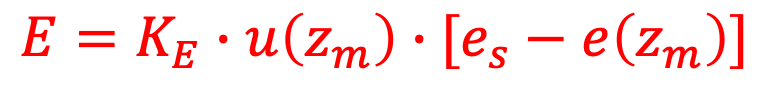 E = K_E · u(z_m) · [e_s − e(z_m)]